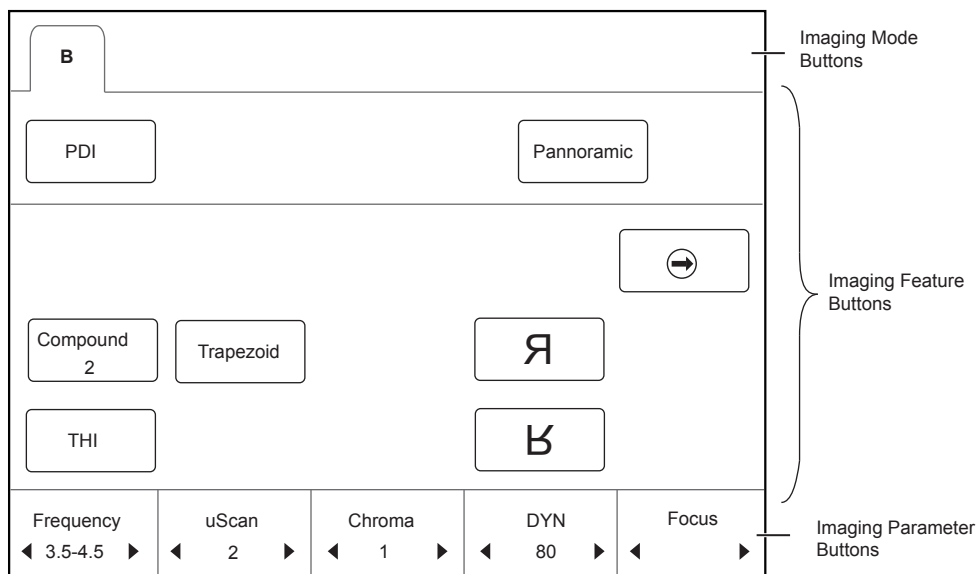 B
Imaging Mode
Buttons
PDI
Pannoramic
Imaging Feature
Buttons
Compound
2
Trapezoid
Я
THI
ʁ
Frequency
3.5-4.5
uScan
2
Chroma
1
DYN
80
Focus
Imaging Parameter
Buttons